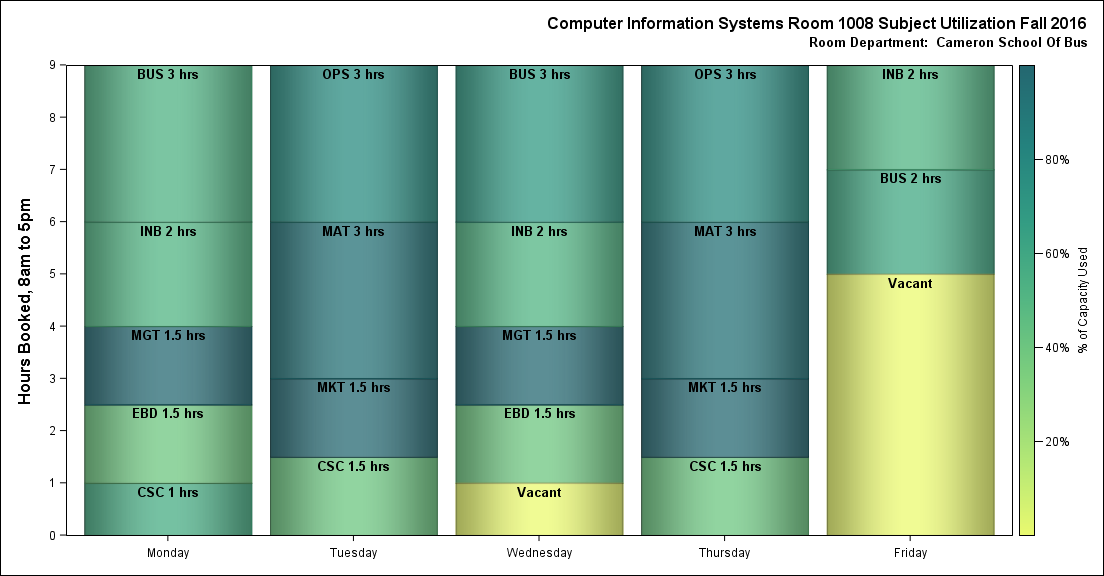 Computer Information Systems Room 1008 Subject Utilization Fall 2016
Room Department:  Cameron School Of Bus
Hours Booked, 8am to 5pm
9
8
7
6
5
4
3
2
1
0
BUS 3 hrs
INB 2 hrs
MGT 1.5 hrs
EBD 1.5 hrs
CSC 1 hrs
Monday
OPS 3 hrs
MAT 3 hrs
MKT 1.5 hrs
CSC 1.5 hrs
Tuesday
BUS 3 hrs
INB 2 hrs
MGT 1.5 hrs
EBD 1.5 hrs
Vacant
Wednesday
OPS 3 hrs
MAT 3 hrs
MKT 1.5 hrs
CSC 1.5 hrs
Thursday
INB 2 hrs
BUS 2 hrs
Vacant
Friday
80%
60%
40%
20%
% of Capacity Used